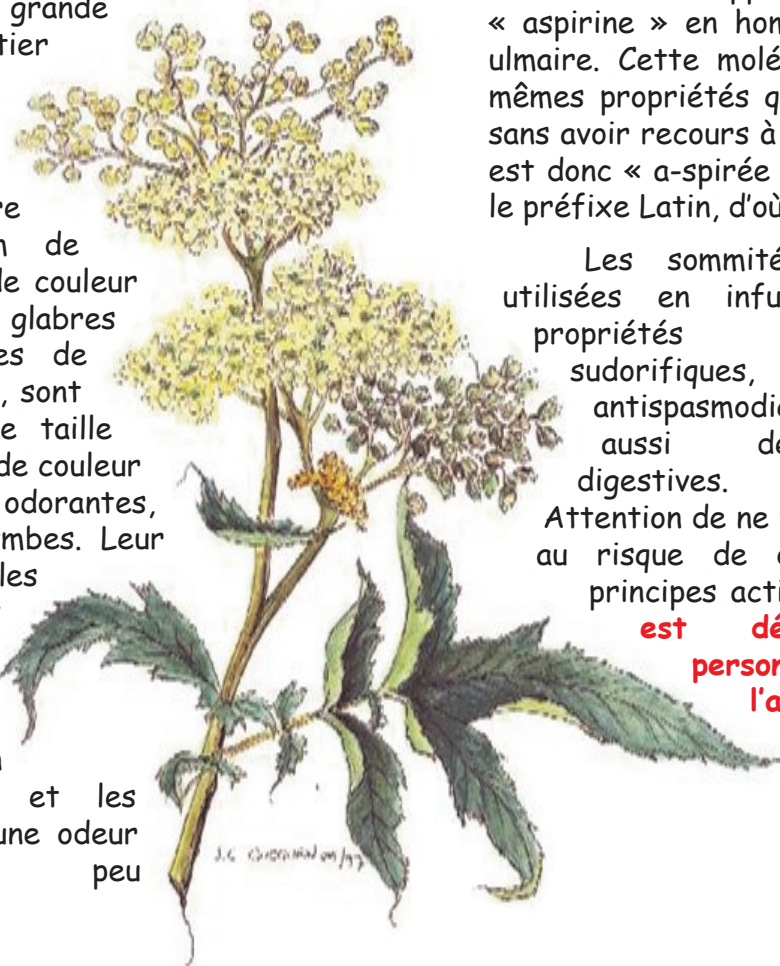 grande
tier
re
de
de couleur
glabres
es de
, sont
e taille
de couleur
odorantes,
mbes. Leur
les
et les
une odeur
peu
« aspirine » en hom
ulmaire. Cette molé
mêmes propriétés q
sans avoir recours à
est donc « a-spirée
le préfixe Latin, d'où
Les sommité
utilisées en infu
propriétés
sudorifiques,
antispasmodi
aussi de
digestives.
Attention de ne
au risque de
principes acti
est dé
person
l'a